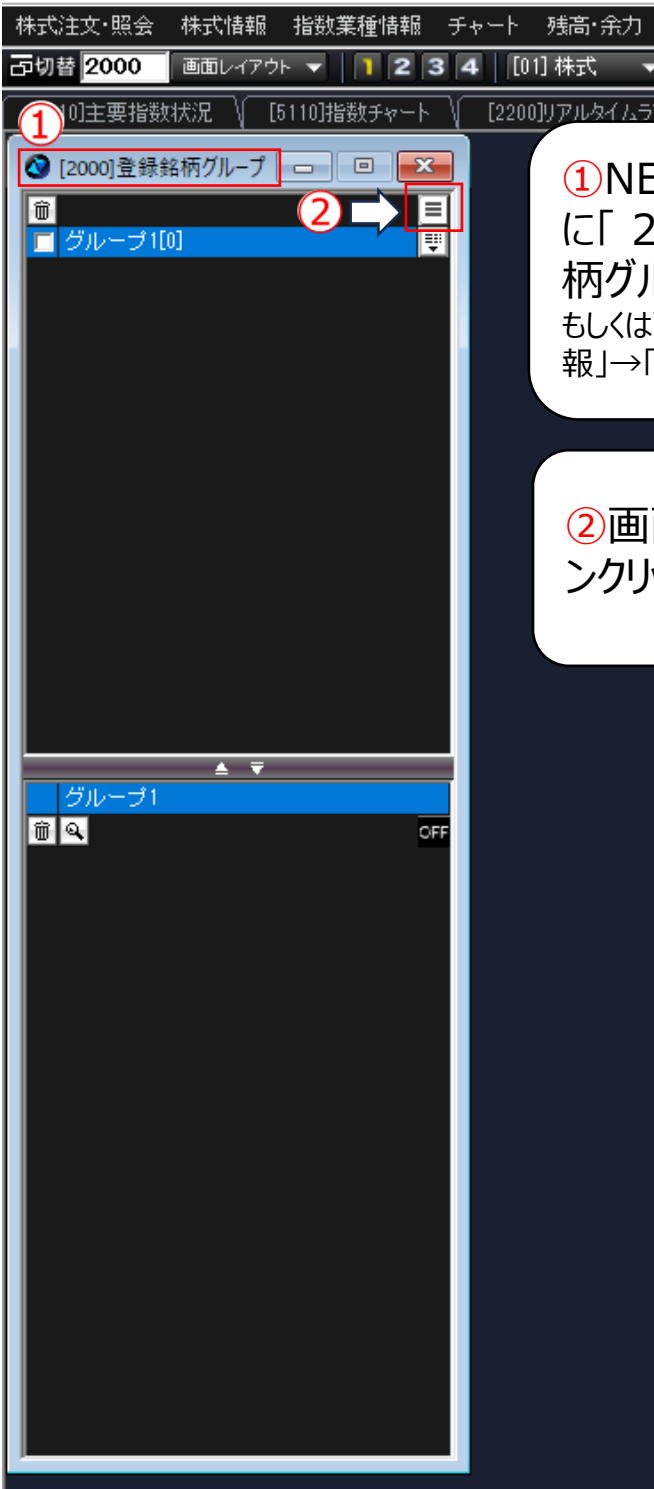 株式注文・照会 株式情報 指数業種情報 チャート 残高・余力
切替 2000 画面レイアウト 1 2 3 4 [01] 株式
10]主要指数状況 [5110]指数チャート [2200]リアルタイムラ
①
[2000]登録銘柄グループ
②
グループ1[0]
グループ1
OFF
①NE
に「 2
柄グル
もしくは
報」→「
②画
ンクリ